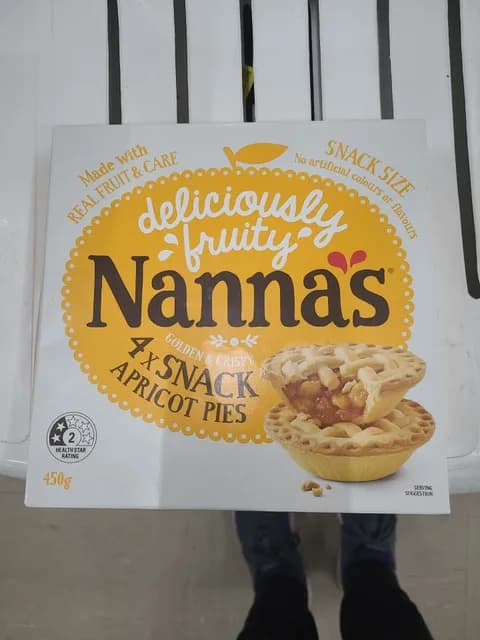 Made with
REAL FRUIT & CARE
SNACK SIZE
No artificial colours or flavours
deliciously
fruity
Nanna's®
GOLDEN & CRISPY
4 x SNACK
APRICOT PIES
2
HEALTH STAR
RATING
450g
SERVING
SUGGESTION